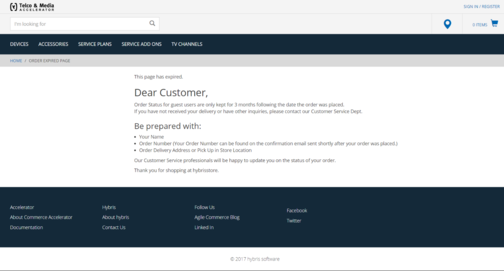 Telco & Media
ACCELERATOR
SIGN IN / REGISTER
I'm looking for
0 ITEMS
DEVICES ACCESSORIES SERVICE PLANS SERVICE ADD ONS TV CHANNELS
HOME / ORDER EXPIRED PAGE
This page has expired.
Dear Customer,
Order Status for guest users are only kept for 3 months following the date the order was placed.
If you have not received your delivery or have other inquiries, please contact our Customer Service Dept.
Be prepared with:
• Your Name
• Order Number (Your Order Number can be found on the confirmation email sent shortly after your order was placed.)
• Order Delivery Address or Pick Up in Store Location
Our Customer Service professionals will be happy to update you on the status of your order.
Thank you for shopping at hybrisstore.
Accelerator
About Commerce Accelerator
Documentation
Hybris
About hybris
Contact Us
Follow Us
Agile Commerce Blog
Linked In
Facebook
Twitter
© 2017 hybris software